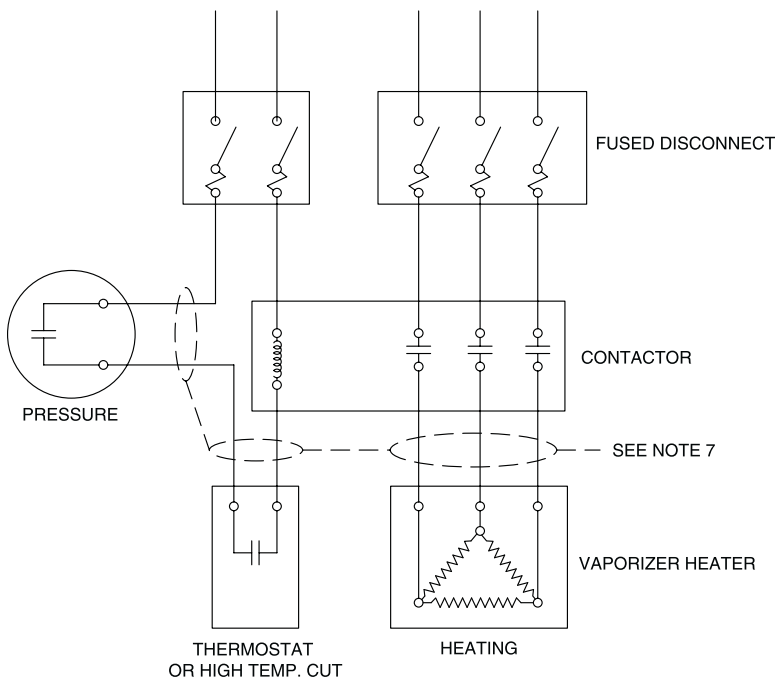 FUSED DISCONNECT
CONTACTOR
PRESSURE
SEE NOTE 7
VAPORIZER HEATER
THERMOSTAT
OR HIGH TEMP. CUT
HEATING